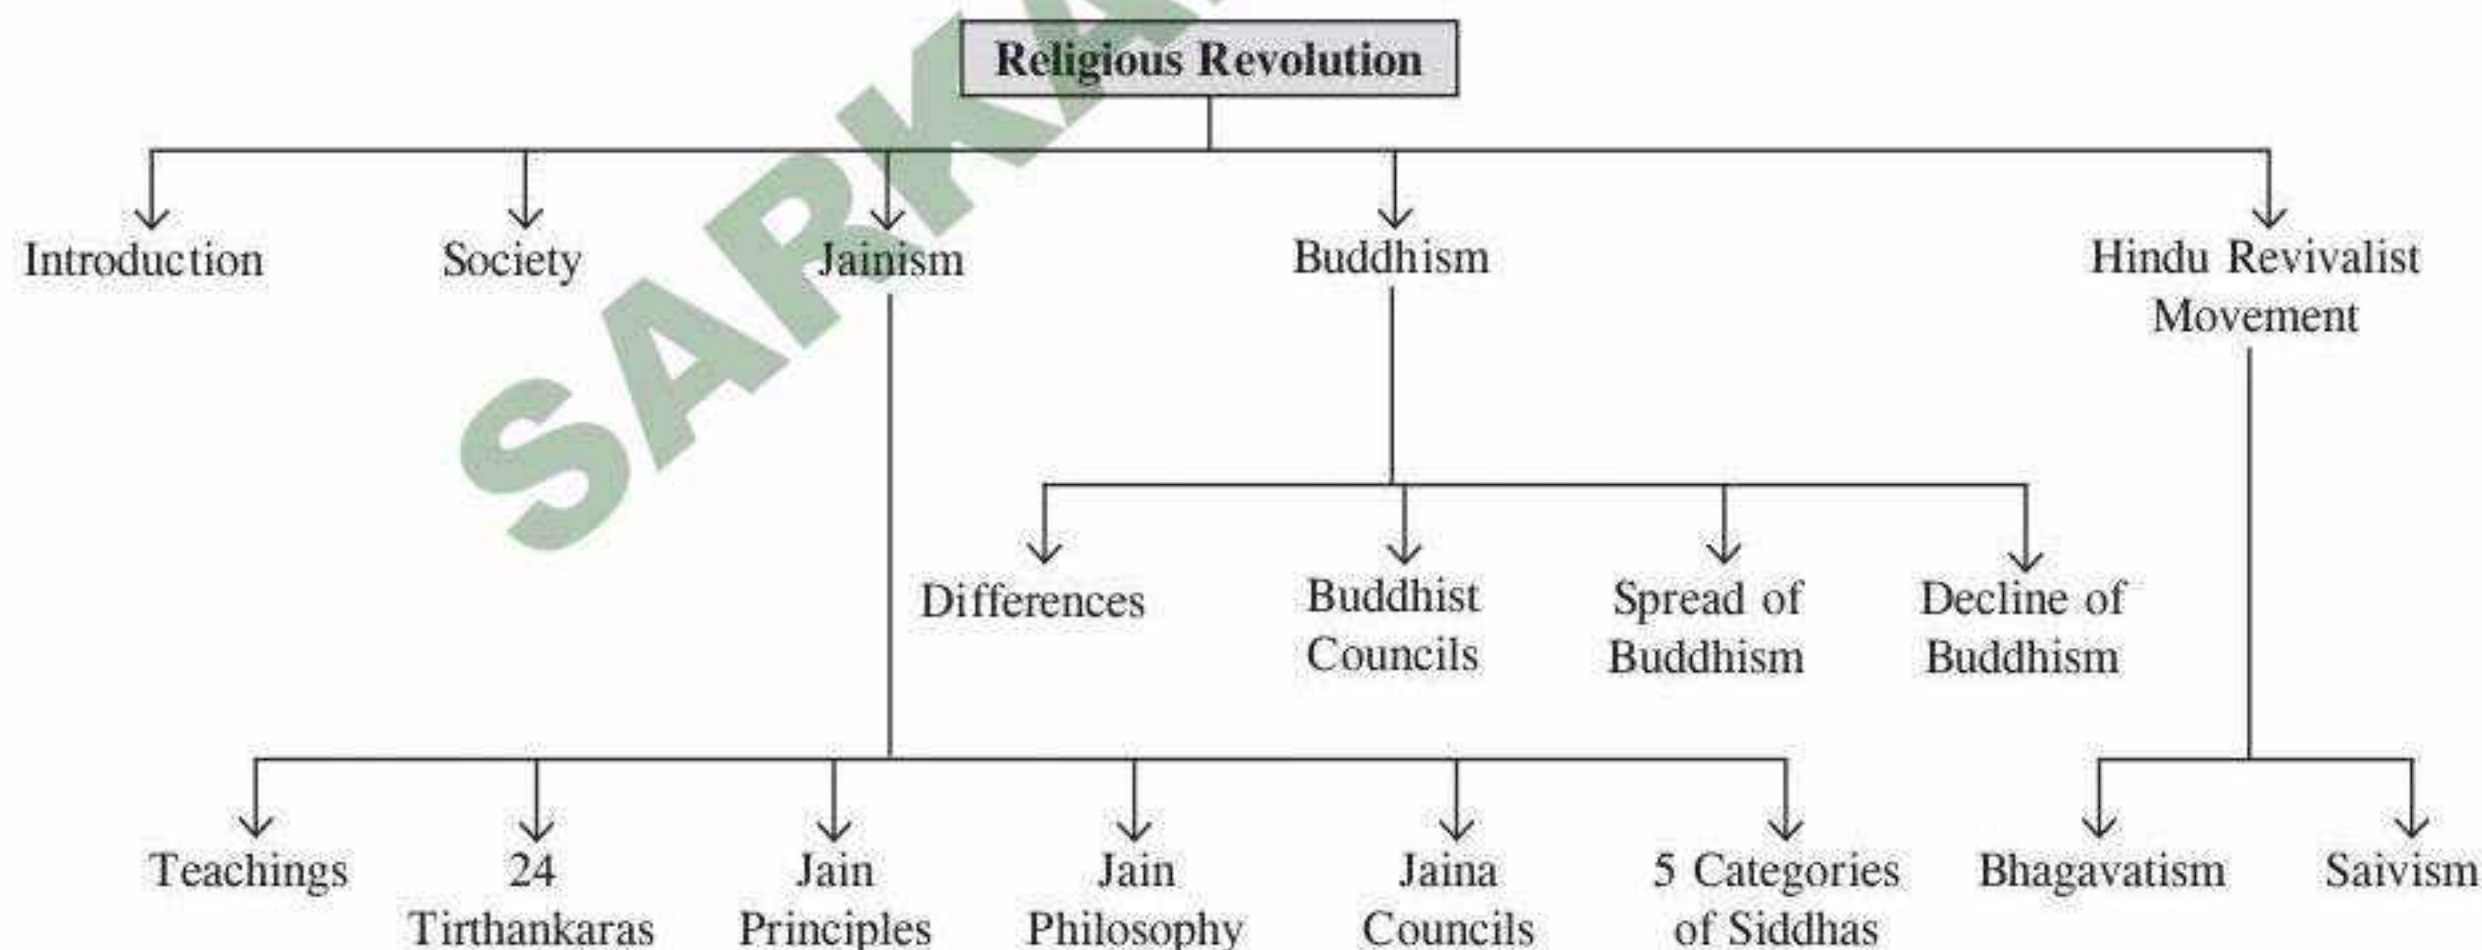 Religious Revolution
Introduction
Society
Jainism
Buddhism
Hindu Revivalist
Movement
Differences
Buddhist
Councils
Spread of
Buddhism
Decline of
Buddhism
Teachings
24
Tirthankaras
Jain
Principles
Jain
Philosophy
Jaina
Councils
5 Categories
of Siddhas
Bhagavatism
Saivism